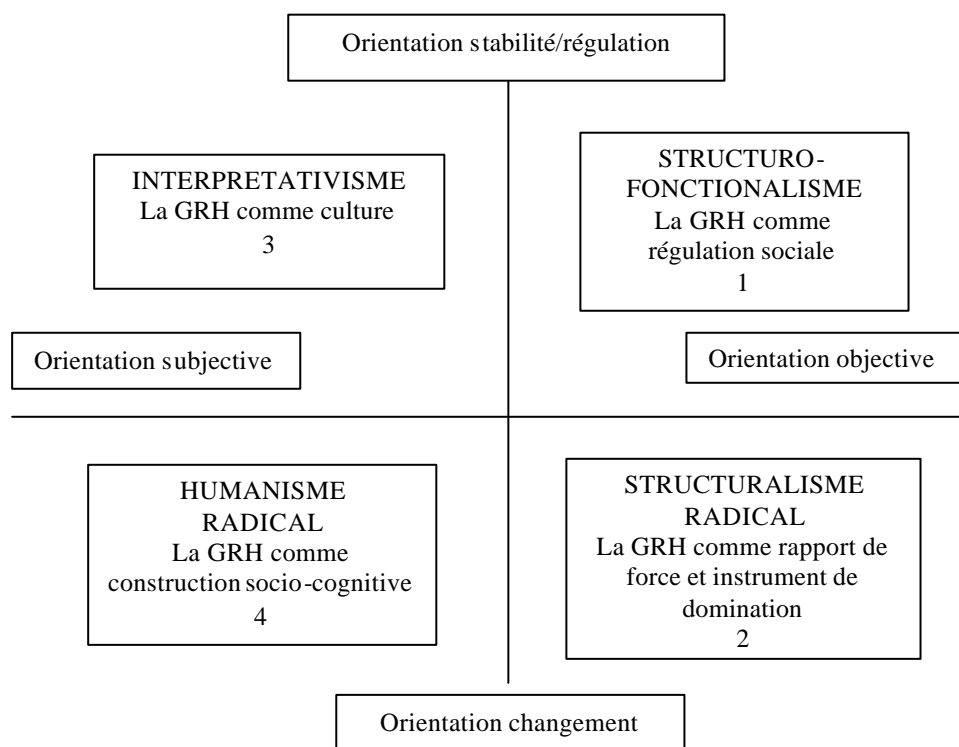 Orientation stabilité/régulation
INTERPRETATIVISME
La GRH comme culture
3
STRUCTURO-
FONCTIONALISME
La GRH comme
régulation sociale
1
Orientation subjective
Orientation objective
HUMANISME
RADICAL
La GRH comme
construction socio-cognitive
4
STRUCTURALISME
RADICAL
La GRH comme rapport de
force et instrument de
domination
2
Orientation changement